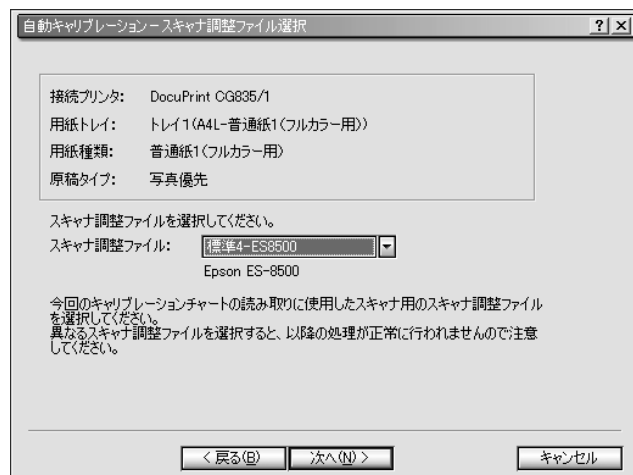 自動キャリブレーション－スキャナ調整ファイル選択
接続プリンタ: DocuPrint CG835/1
用紙トレイ: トレイ1(A4L-普通紙1(フルカラー用))
用紙種類: 普通紙1(フルカラー用)
原稿タイプ: 写真優先
スキャナ調整ファイルを選択してください。
スキャナ調整ファイル: 標準4-ES8500
Epson ES-8500
今回のキャリブレーションチャートの読み取りに使用したスキャナ用のスキャナ調整ファイル
を選択してください。
異なるスキャナ調整ファイルを選択すると、以降の処理が正常に行われませんので注意
してください。
< 戻る(B) 次へ(N) > キャンセル